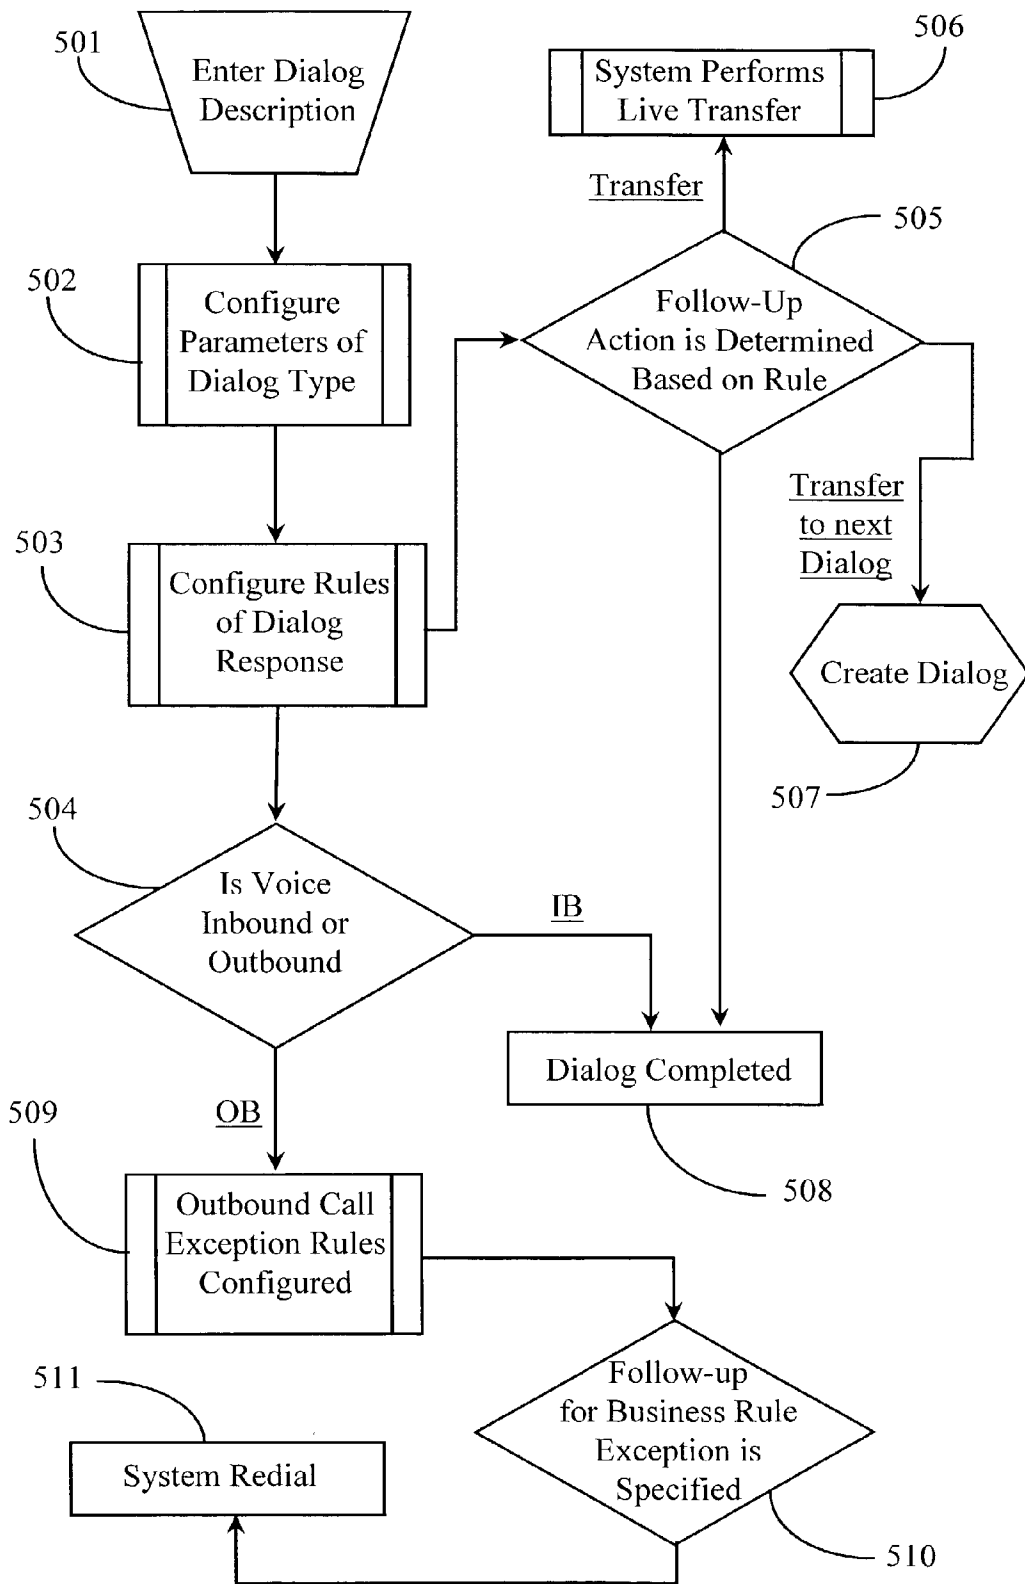 501
Enter Dialog
Description
506
System Performs
Live Transfer
Transfer
505
502
Configure
Parameters of
Dialog Type
Follow-Up
Action is Determined
Based on Rule
503
Configure Rules
of Dialog
Response
Transfer
to next
Dialog
Create Dialog
507
504
Is Voice
Inbound or
Outbound
IB
Dialog Completed
508
OB
509
Outbound Call
Exception Rules
Configured
Follow-up
for Business Rule
Exception is
Specified
510
511
System Redial